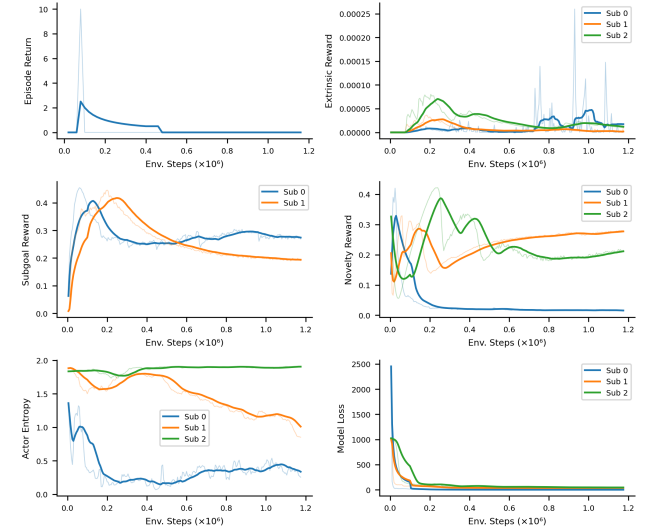 Episode Return
10
8
6
4
2
0
0.0 0.2 0.4 0.6 0.8 1.0 1.2
Env. Steps (×10⁶)
Extrinsic Reward
0.00025
0.00020
0.00015
0.00010
0.00005
0.00000
Sub 0
Sub 1
Sub 2
0.0 0.2 0.4 0.6 0.8 1.0 1.2
Env. Steps (×10⁶)
Subgoal Reward
0.4
0.3
0.2
0.1
0.0
Sub 0
Sub 1
0.0 0.2 0.4 0.6 0.8 1.0 1.2
Env. Steps (×10⁶)
Novelty Reward
0.4
0.3
0.2
0.1
0.0
Sub 0
Sub 1
Sub 2
0.0 0.2 0.4 0.6 0.8 1.0 1.2
Env. Steps (×10⁶)
Actor Entropy
2.0
1.5
1.0
0.5
0.0
Sub 0
Sub 1
Sub 2
0.0 0.2 0.4 0.6 0.8 1.0 1.2
Env. Steps (×10⁶)
Model Loss
2500
2000
1500
1000
500
0
Sub 0
Sub 1
Sub 2
0.0 0.2 0.4 0.6 0.8 1.0 1.2
Env. Steps (×10⁶)